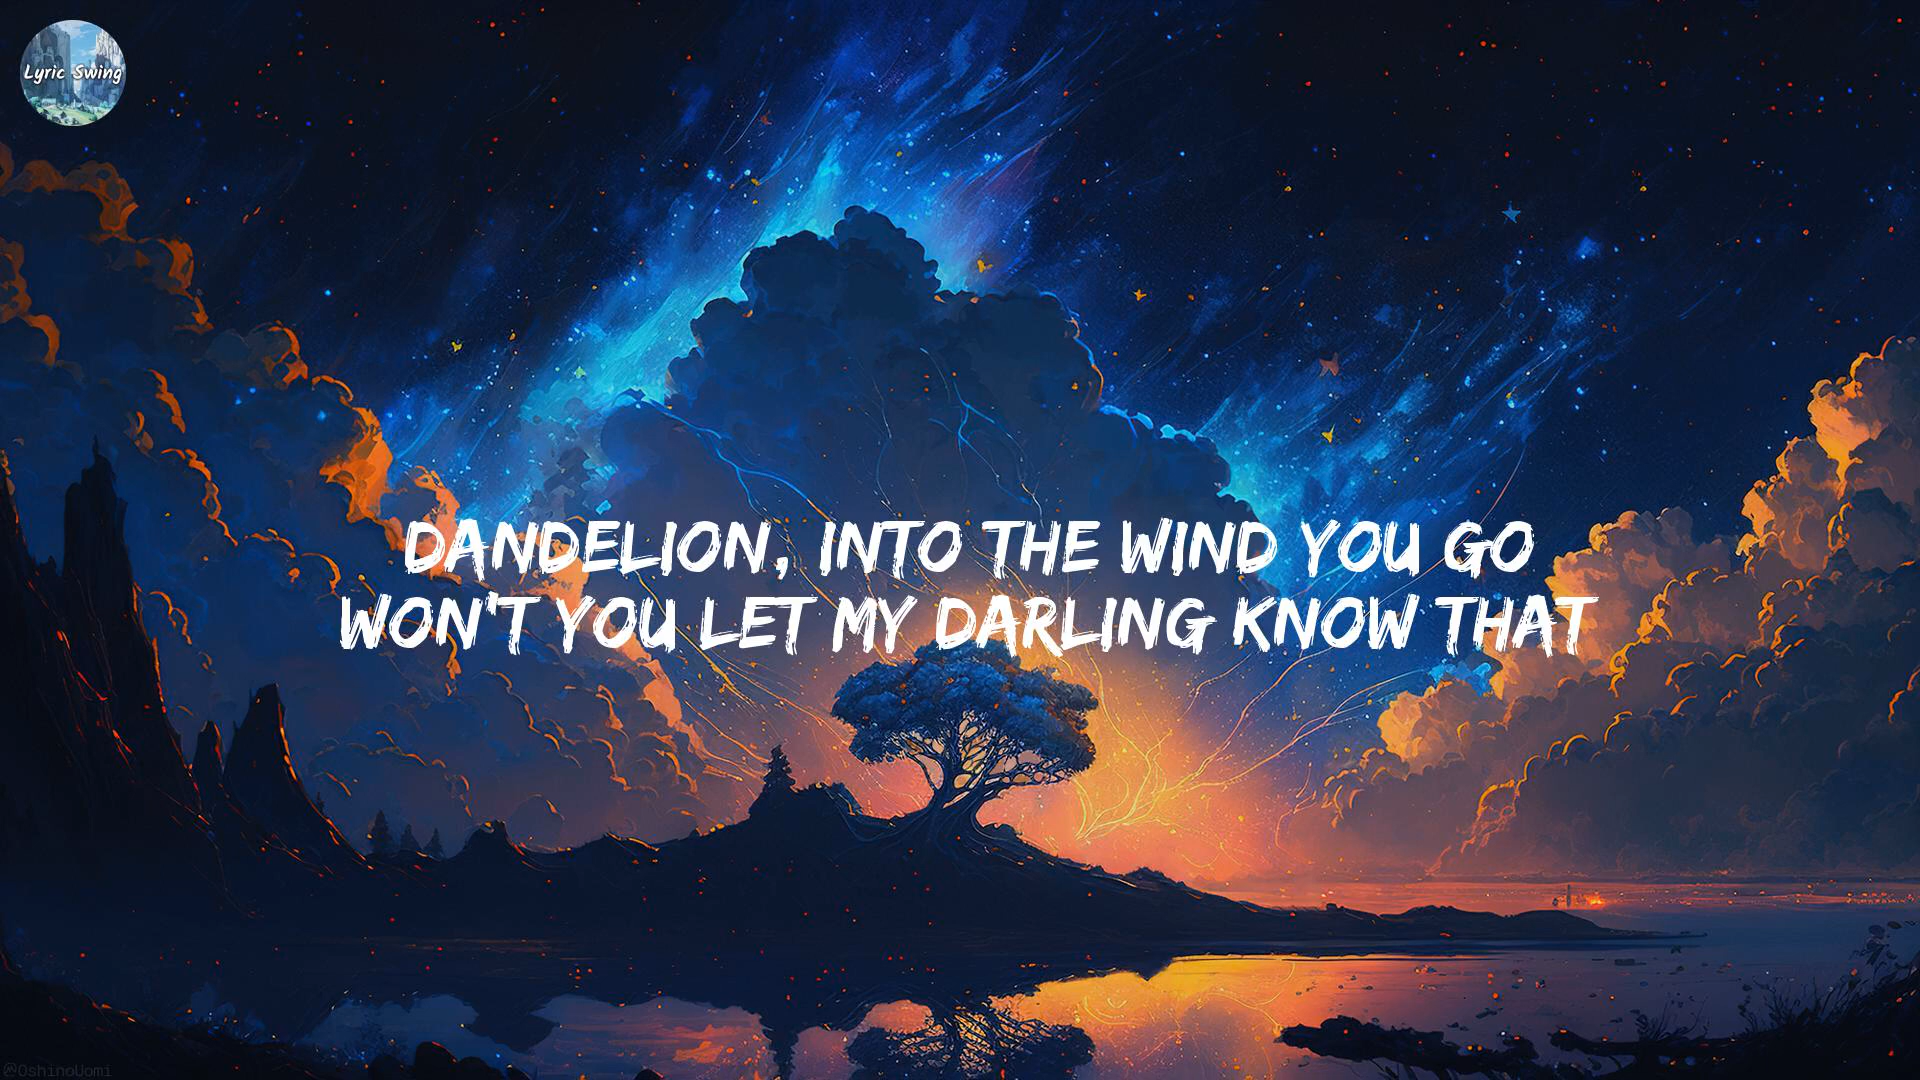 Lyric Swing
DANDELION, INTO THE WIND YOU GO
WON'T YOU LET MY DARLING KNOW THAT
@OshinoUomi